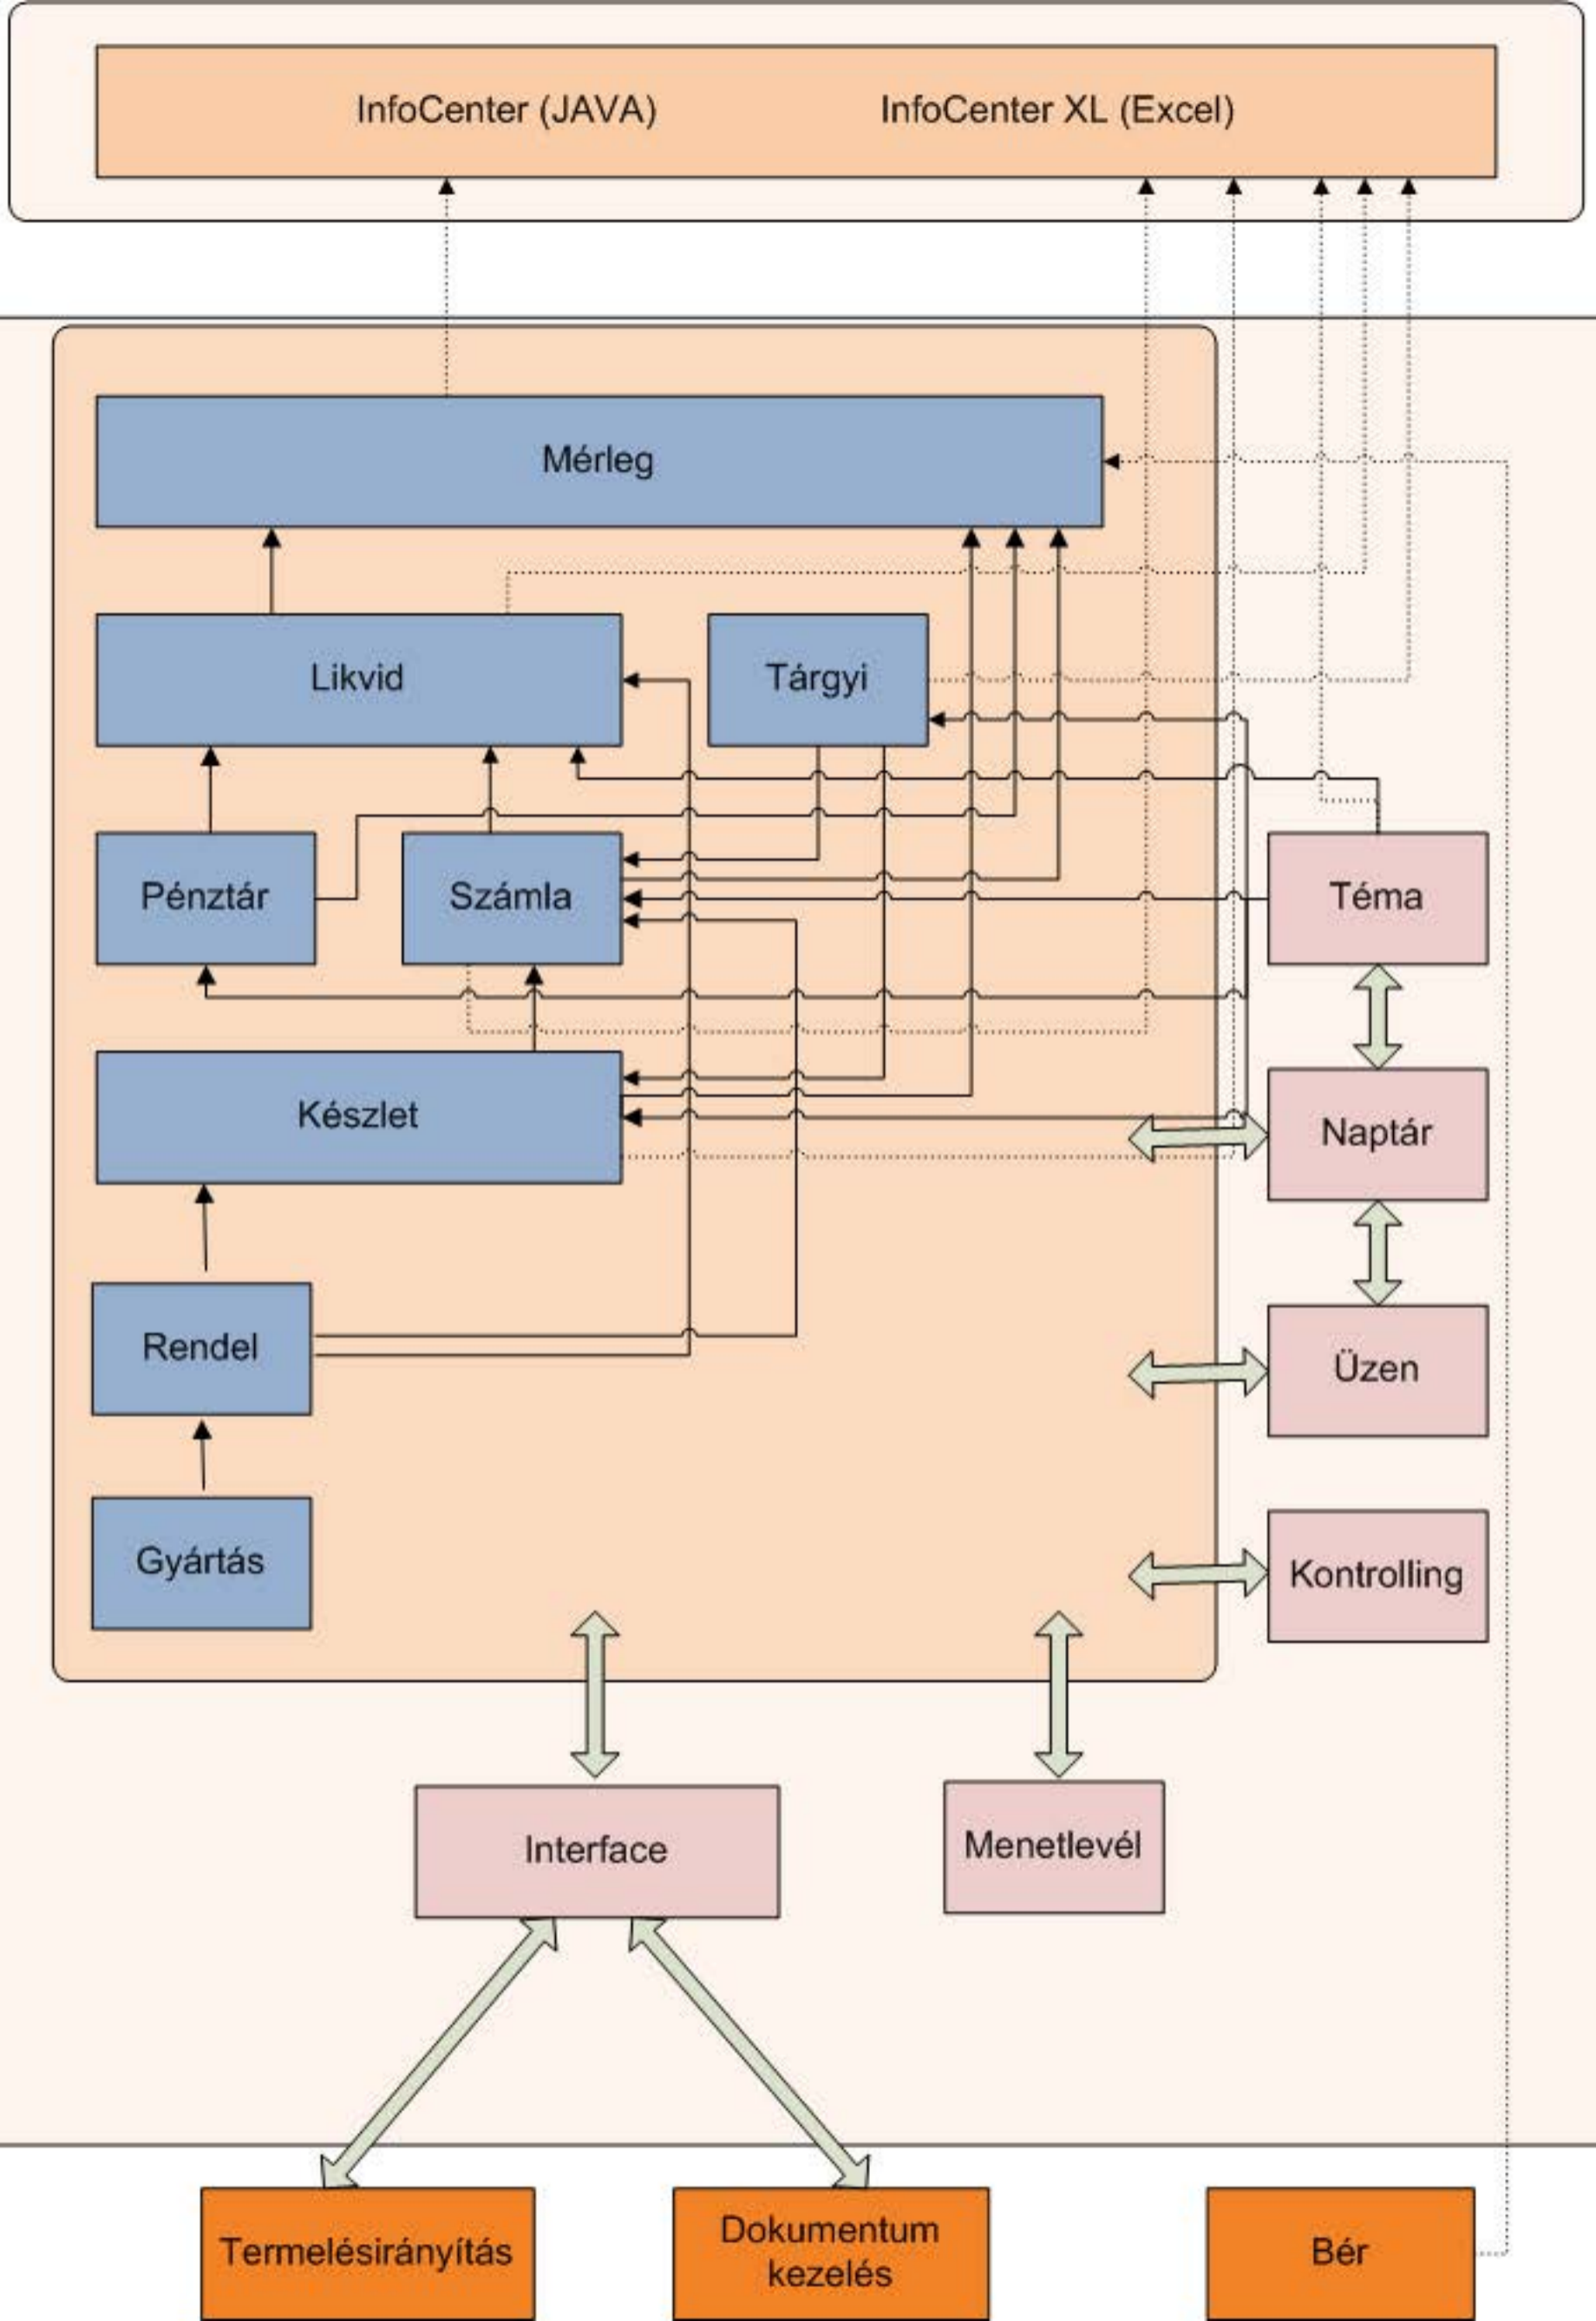 InfoCenter (JAVA) InfoCenter XL (Excel)
Mérleg
Likvid
Tárgyi
Pénztár
Számla
Téma
Készlet
Naptár
Rendel
Üzen
Gyártás
Kontrolling
Interface
Menetlevél
Termelésirányítás
Dokumentum
kezelés
Bér